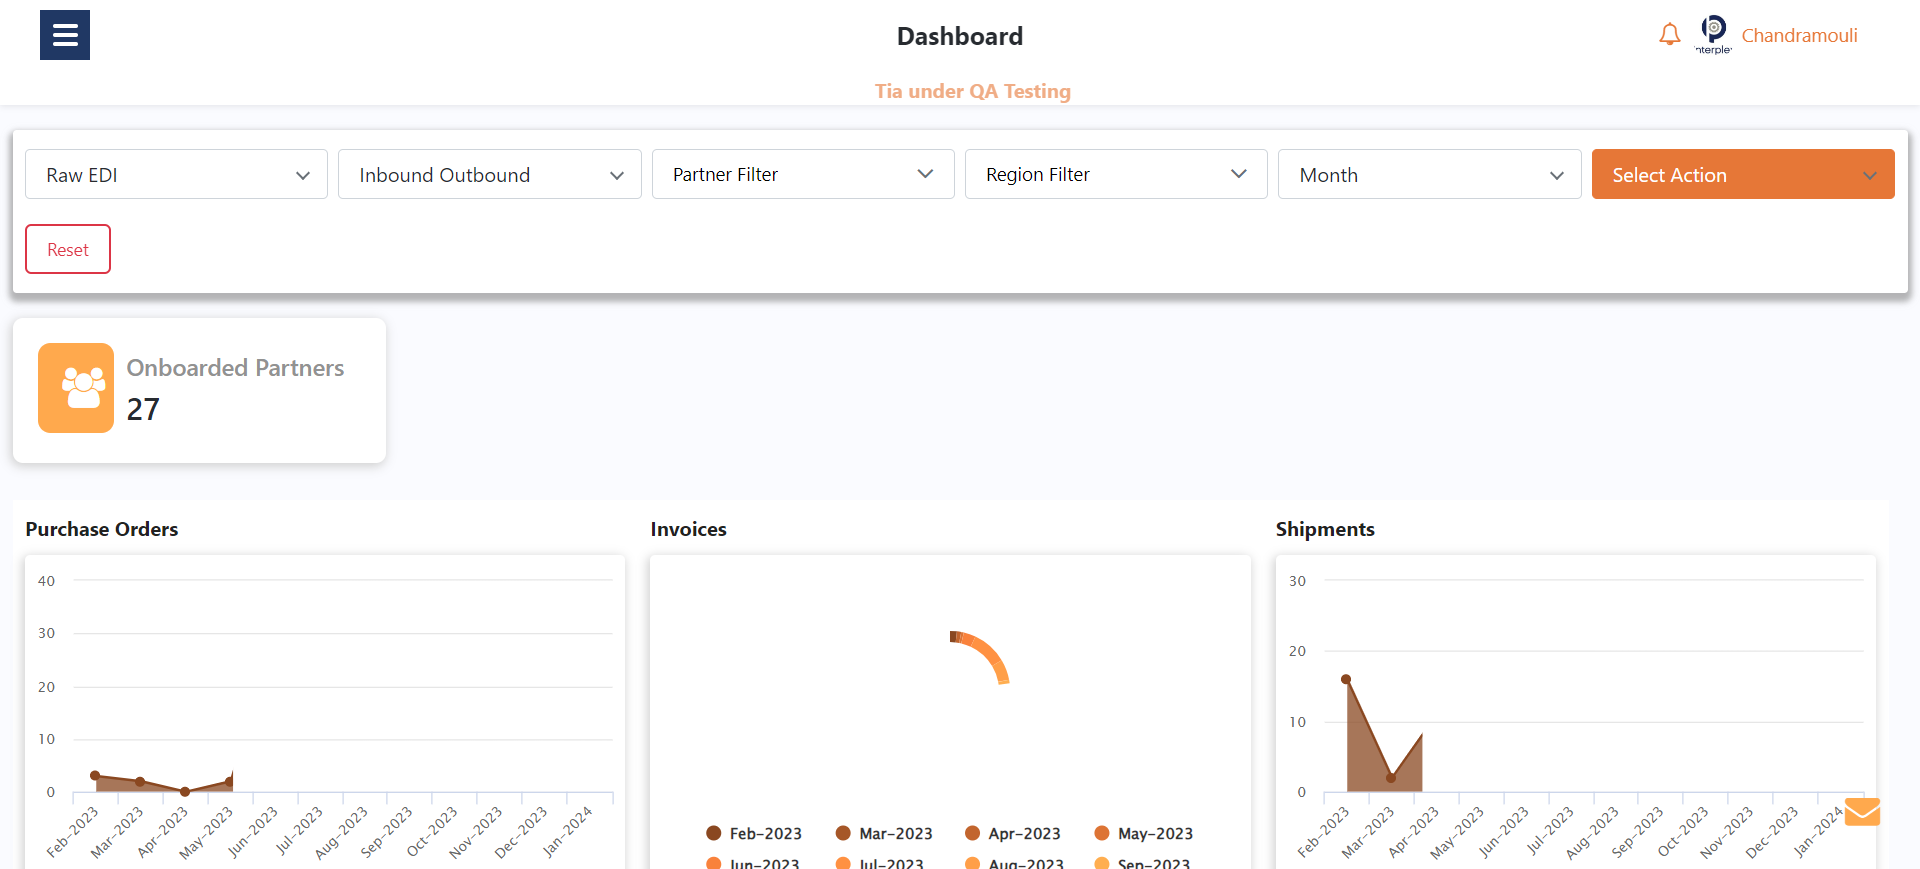 Dashboard
Chandramouli
Tia under QA Testing
Raw EDI
Inbound Outbound
Partner Filter
Region Filter
Month
Select Action
Reset
Onboarded Partners
27
Purchase Orders
40
30
20
10
0
Feb-2023
Mar-2023
Apr-2023
May-2023
Jun-2023
Jul-2023
Aug-2023
Sep-2023
Oct-2023
Nov-2023
Dec-2023
Jan-2024
Invoices
Feb-2023
Mar-2023
Apr-2023
May-2023
Jun-2023
Jul-2023
Aug-2023
Sep-2023
Shipments
30
20
10
0
Feb-2023
Mar-2023
Apr-2023
May-2023
Jun-2023
Jul-2023
Aug-2023
Sep-2023
Oct-2023
Nov-2023
Dec-2023
Jan-2024